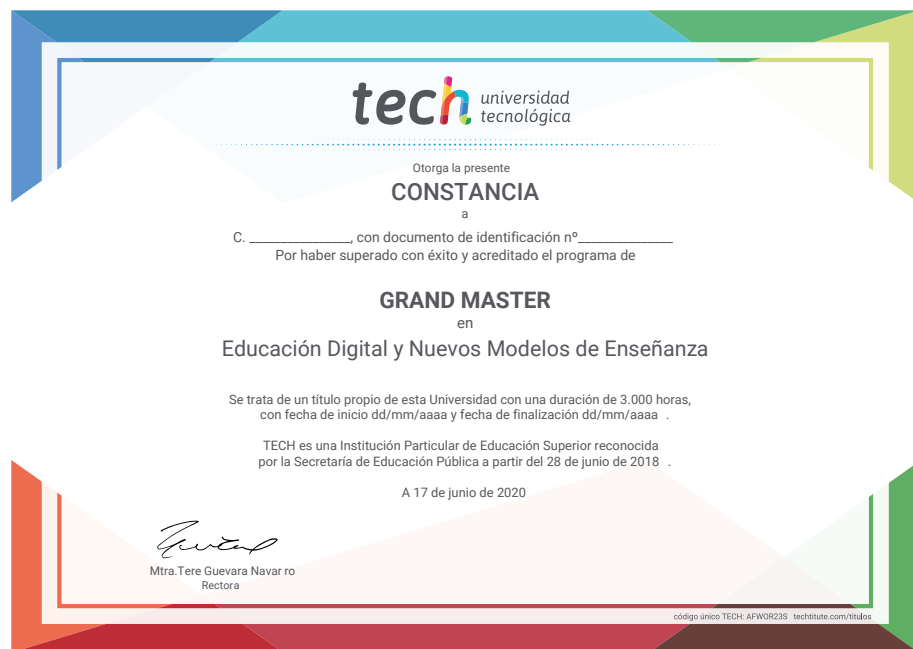 tech universidad
tecnológica
Otorga la presente
CONSTANCIA
a
C. ________________, con documento de identificación nº_______________
Por haber superado con éxito y acreditado el programa de
GRAND MASTER
en
Educación Digital y Nuevos Modelos de Enseñanza
Se trata de un título propio de esta Universidad con una duración de 3.000 horas,
con fecha de inicio dd/mm/aaaa y fecha de finalización dd/mm/aaaa .
TECH es una Institución Particular de Educación Superior reconocida
por la Secretaría de Educación Pública a partir del 28 de junio de 2018 .
A 17 de junio de 2020
Mtra.Tere Guevara Navar ro
Rectora
código único TECH: AFWOR23S techtitute.com/titulos